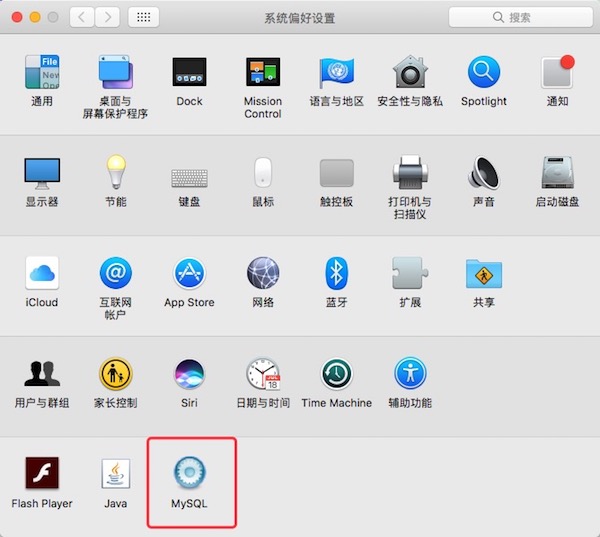 系统偏好设置
搜索
File
New
Ope
通用
桌面与
屏幕保护程序
Dock
Mission
Control
语言与地区
安全性与隐私
Spotlight
通知
显示器
节能
键盘
鼠标
触控板
打印机与
扫描仪
声音
启动磁盘
iCloud
@
互联网
帐户
App Store
网络
蓝牙
扩展
共享
用户与群组
家长控制
Siri
JUL
18
日期与时间
Time Machine
辅助功能
Flash Player
Java
MySQL